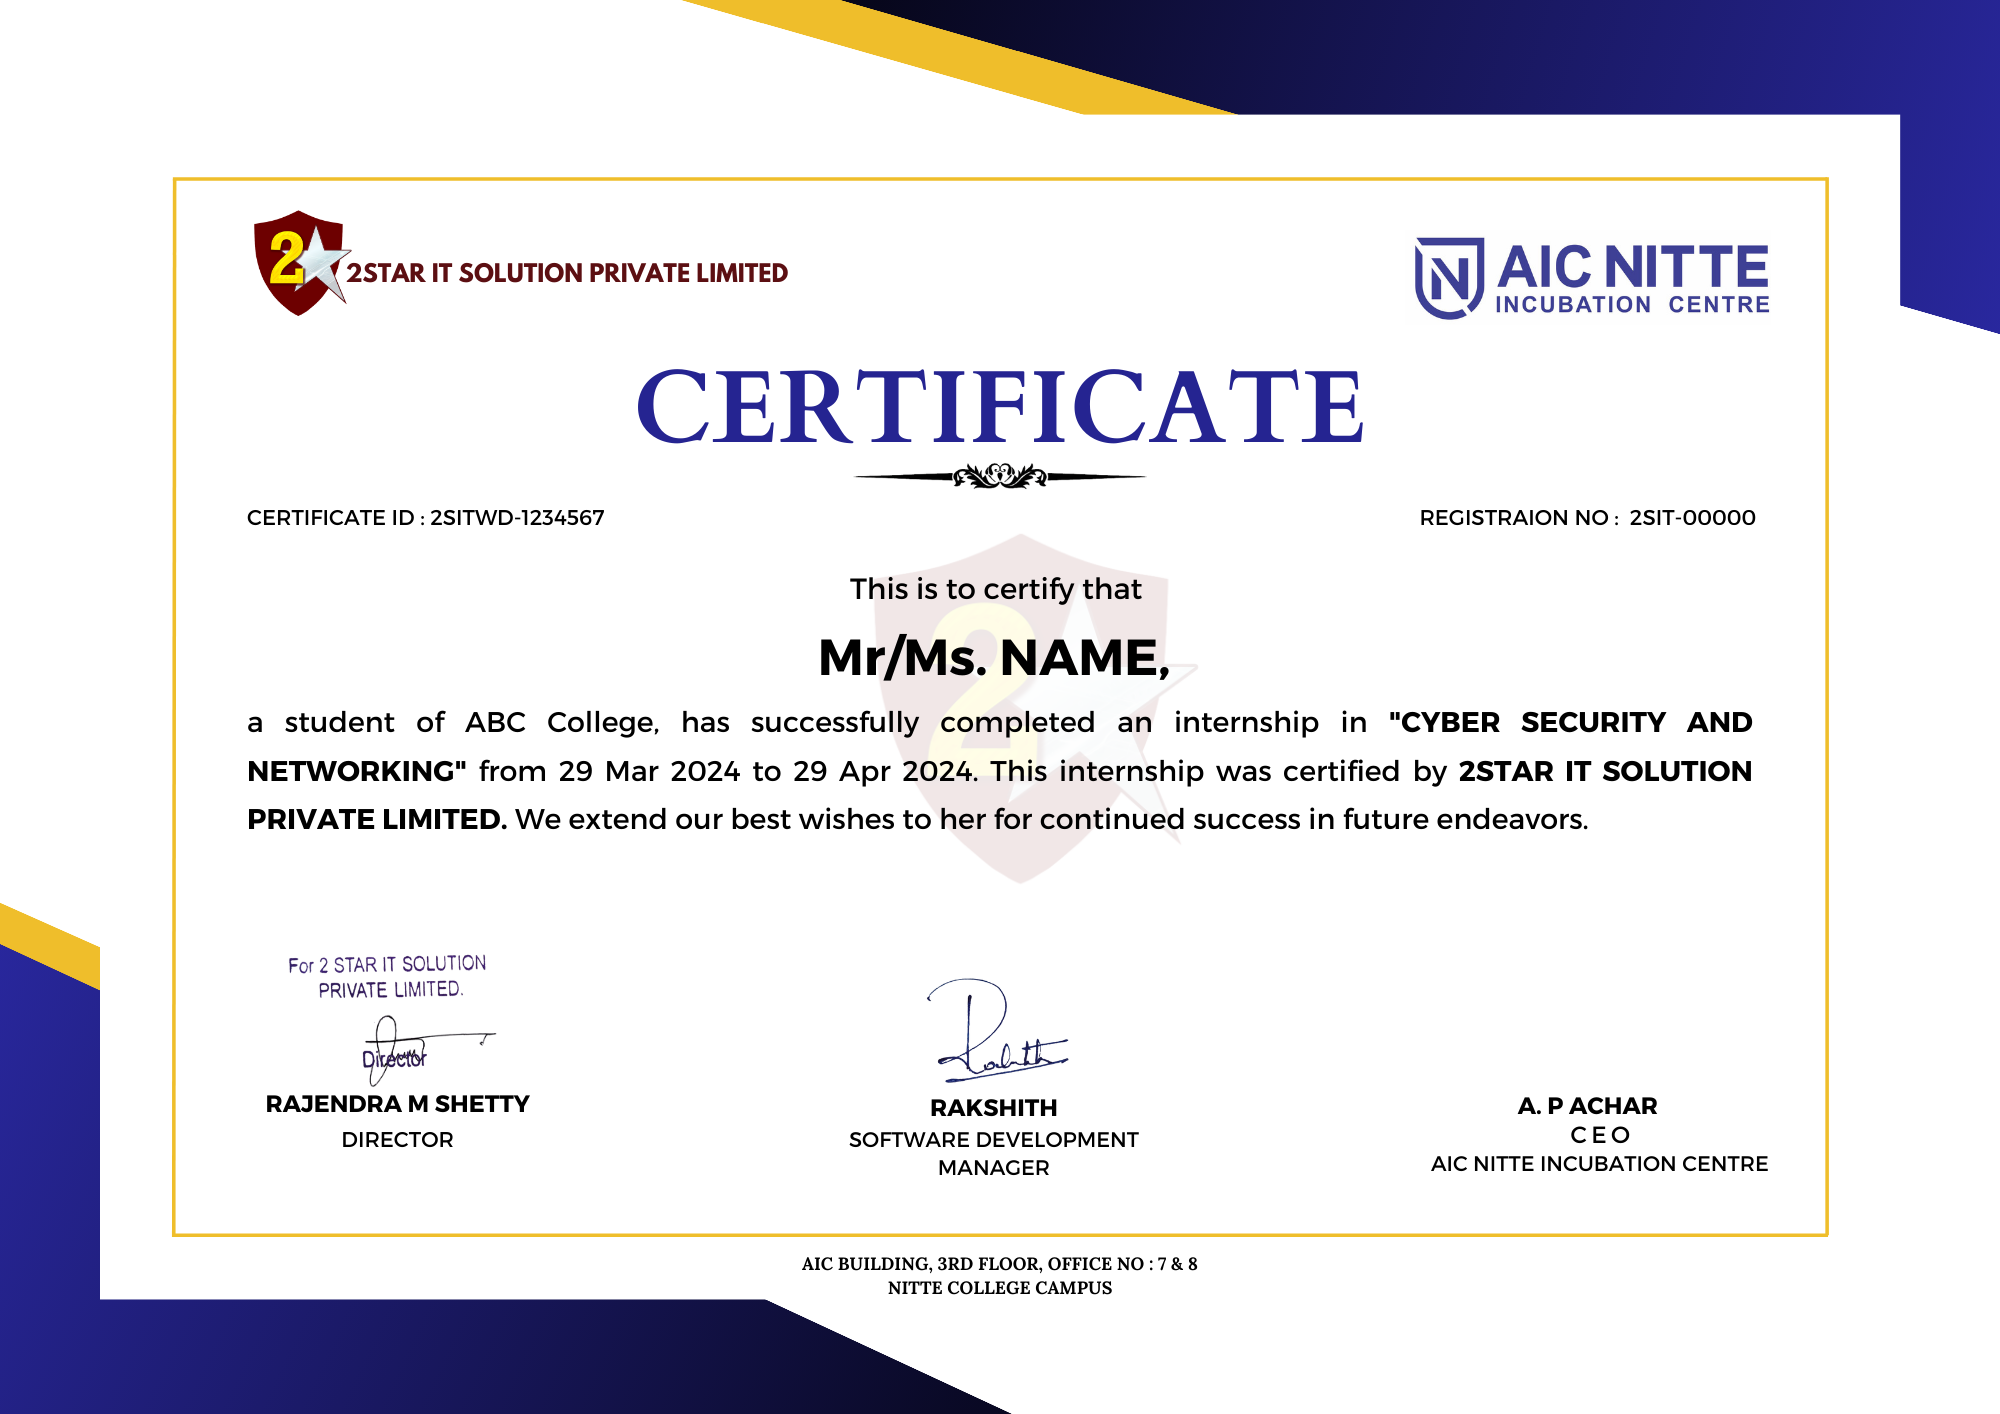 2STAR IT SOLUTION PRIVATE LIMITED
AIC NITTE
INCUBATION CENTRE
CERTIFICATE
CERTIFICATE ID : 2SITWD-1234567
REGISTRAION NO : 2SIT-00000
This is to certify that
Mr/Ms. NAME,
a student of ABC College, has successfully completed an internship in "CYBER SECURITY AND
NETWORKING" from 29 Mar 2024 to 29 Apr 2024. This internship was certified by 2STAR IT SOLUTION
PRIVATE LIMITED. We extend our best wishes to her for continued success in future endeavors.
For 2 STAR IT SOLUTION
PRIVATE LIMITED.
Director
RAJENDRA M SHETTY
DIRECTOR
Rakshith
RAKSHITH
SOFTWARE DEVELOPMENT
MANAGER
A. P ACHAR
CEO
AIC NITTE INCUBATION CENTRE
AIC BUILDING, 3RD FLOOR, OFFICE NO : 7 & 8
NITTE COLLEGE CAMPUS